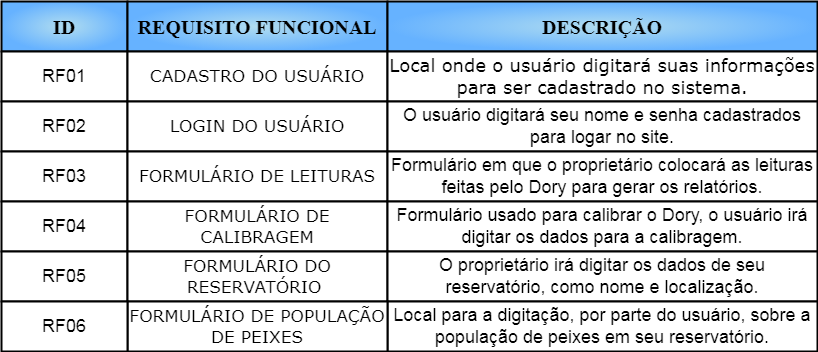 ID REQUISITO FUNCIONAL DESCRIÇÃO
RF01 CADASTRO DO USUÁRIO Local onde o usuário digitará suas informações
para ser cadastrado no sistema.
RF02 LOGIN DO USUÁRIO O usuário digitará seu nome e senha cadastrados
para logar no site.
RF03 FORMULÁRIO DE LEITURAS Formulário em que o proprietário colocará as leituras
feitas pelo Dory para gerar os relatórios.
RF04 FORMULÁRIO DE
CALIBRAGEM Formulário usado para calibrar o Dory, o usuário irá
digitar os dados para a calibragem.
RF05 FORMULÁRIO DO
RESERVATÓRIO O proprietário irá digitar os dados de seu
reservatório, como nome e localização.
RF06 FORMULÁRIO DE POPULAÇÃO
DE PEIXES Local para a digitação, por parte do usuário, sobre a
população de peixes em seu reservatório.